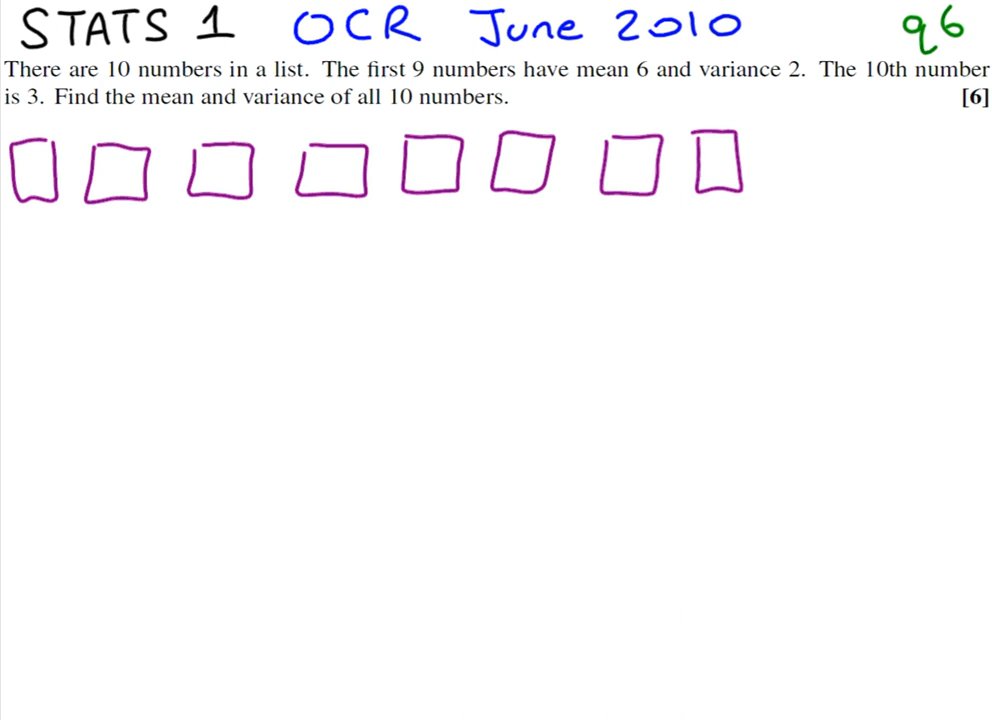 STATS 1 OCR June 2010 q6
There are 10 numbers in a list. The first 9 numbers have mean 6 and variance 2. The 10th number
is 3. Find the mean and variance of all 10 numbers. [6]